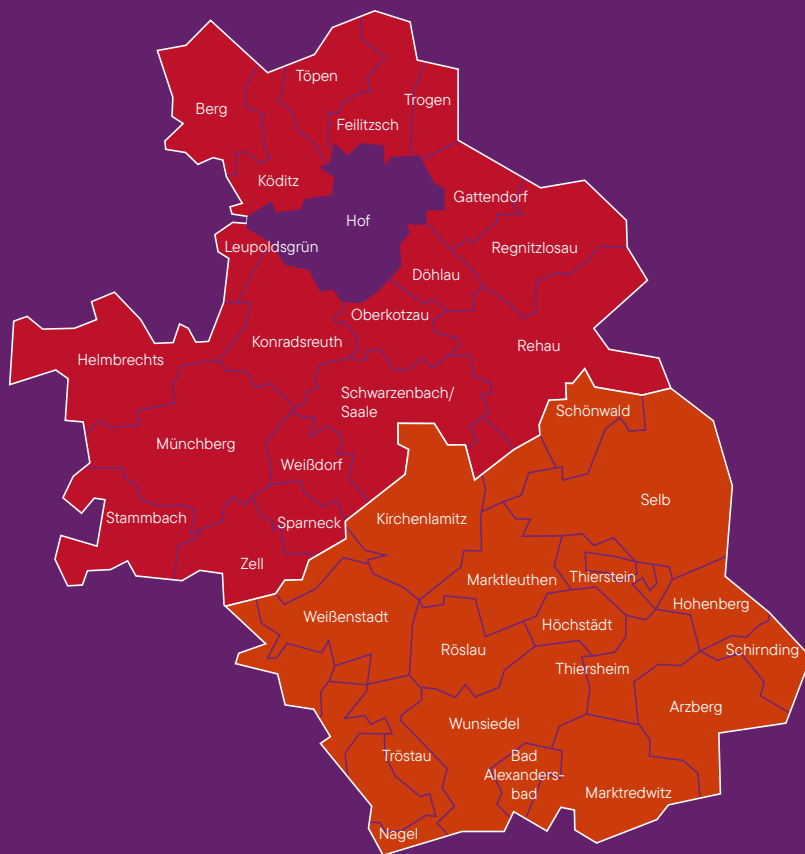 Töpen
Berg
Trogen
Feilitzsch
Köditz
Gattendorf
Hof
Leupoldsgrün
Regnitzlosau
Döhlau
Oberkotzau
Konradsreuth
Rehau
Helmbrechts
Schwarzenbach/
Saale
Schönwald
Münchberg
Weißdorf
Selb
Stammbach
Sparneck
Kirchenlamitz
Zell
Marktleuthen
Thierstein
Hohenberg
Weißenstadt
Höchstädt
Röslau
Schirnding
Thiersheim
Arzberg
Wunsiedel
Tröstau
Bad
Alexanders-
bad
Marktredwitz
Nagel